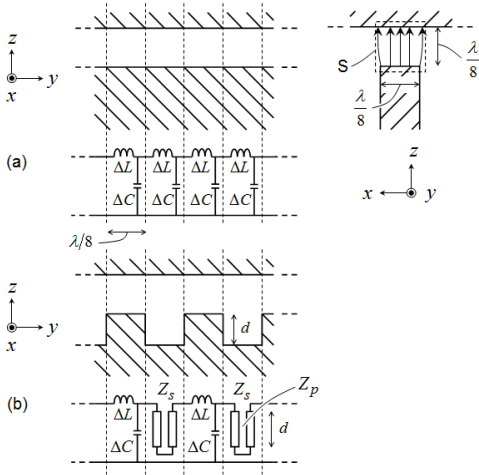 z
y
x
(a)
ΔL ΔL ΔL ΔL
ΔC ΔC ΔC ΔC
λ/8
S
λ/8
λ/8
z
x y
z
y
x
d
(b)
Z_s Z_s Z_p
ΔL ΔL
ΔC ΔC
d